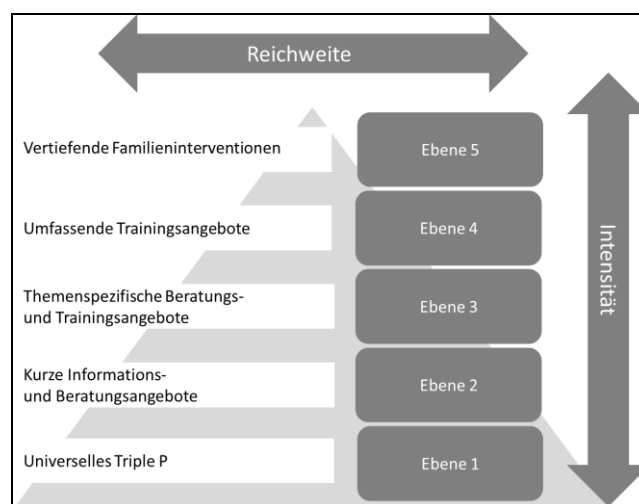 Reichweite
Vertiefende Familieninterventionen
Ebene 5
Umfassende Trainingsangebote
Ebene 4
Themenspezifische Beratungs-
und Trainingsangebote
Ebene 3
Kurze Informations-
und Beratungsangebote
Ebene 2
Universelles Triple P
Ebene 1
Intensität